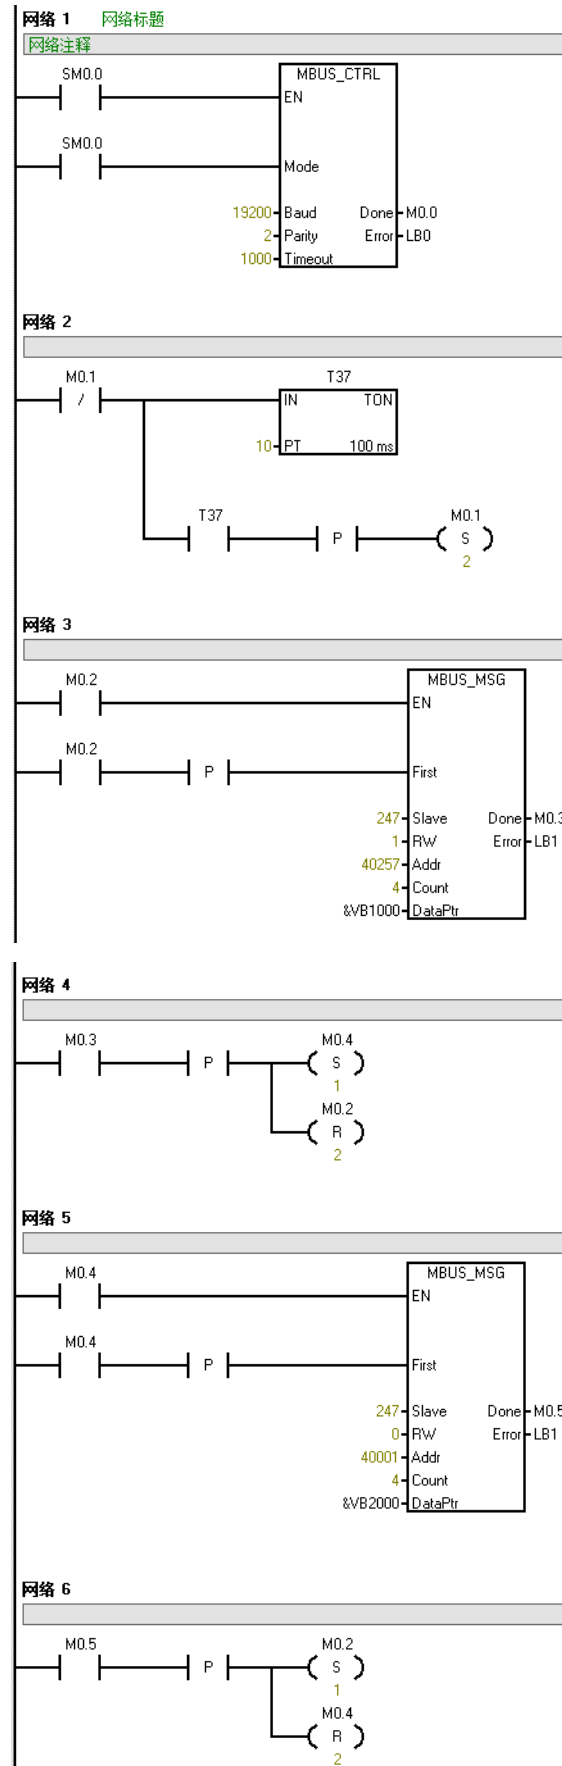 网络 1 网络标题
网络注释
SM0.0 MBUS_CTRL
EN
SM0.0
Mode
19200 Baud Done M0.0
2 Parity Error LB0
1000 Timeout
网络 2
M0.1 T37
/ IN TON
10 PT 100 ms
T37 M0.1
P S
2
网络 3
M0.2 MBUS_MSG
EN
M0.2
P First
247 Slave Done M0.3
1 RW Error LB1
40257 Addr
4 Count
&VB1000 DataPtr
网络 4
M0.3 M0.4
P S
1
M0.2
R
2
网络 5
M0.4 MBUS_MSG
EN
M0.4
P First
247 Slave Done M0.5
0 RW Error LB1
40001 Addr
4 Count
&VB2000 DataPtr
网络 6
M0.5 M0.2
P S
1
M0.4
R
2